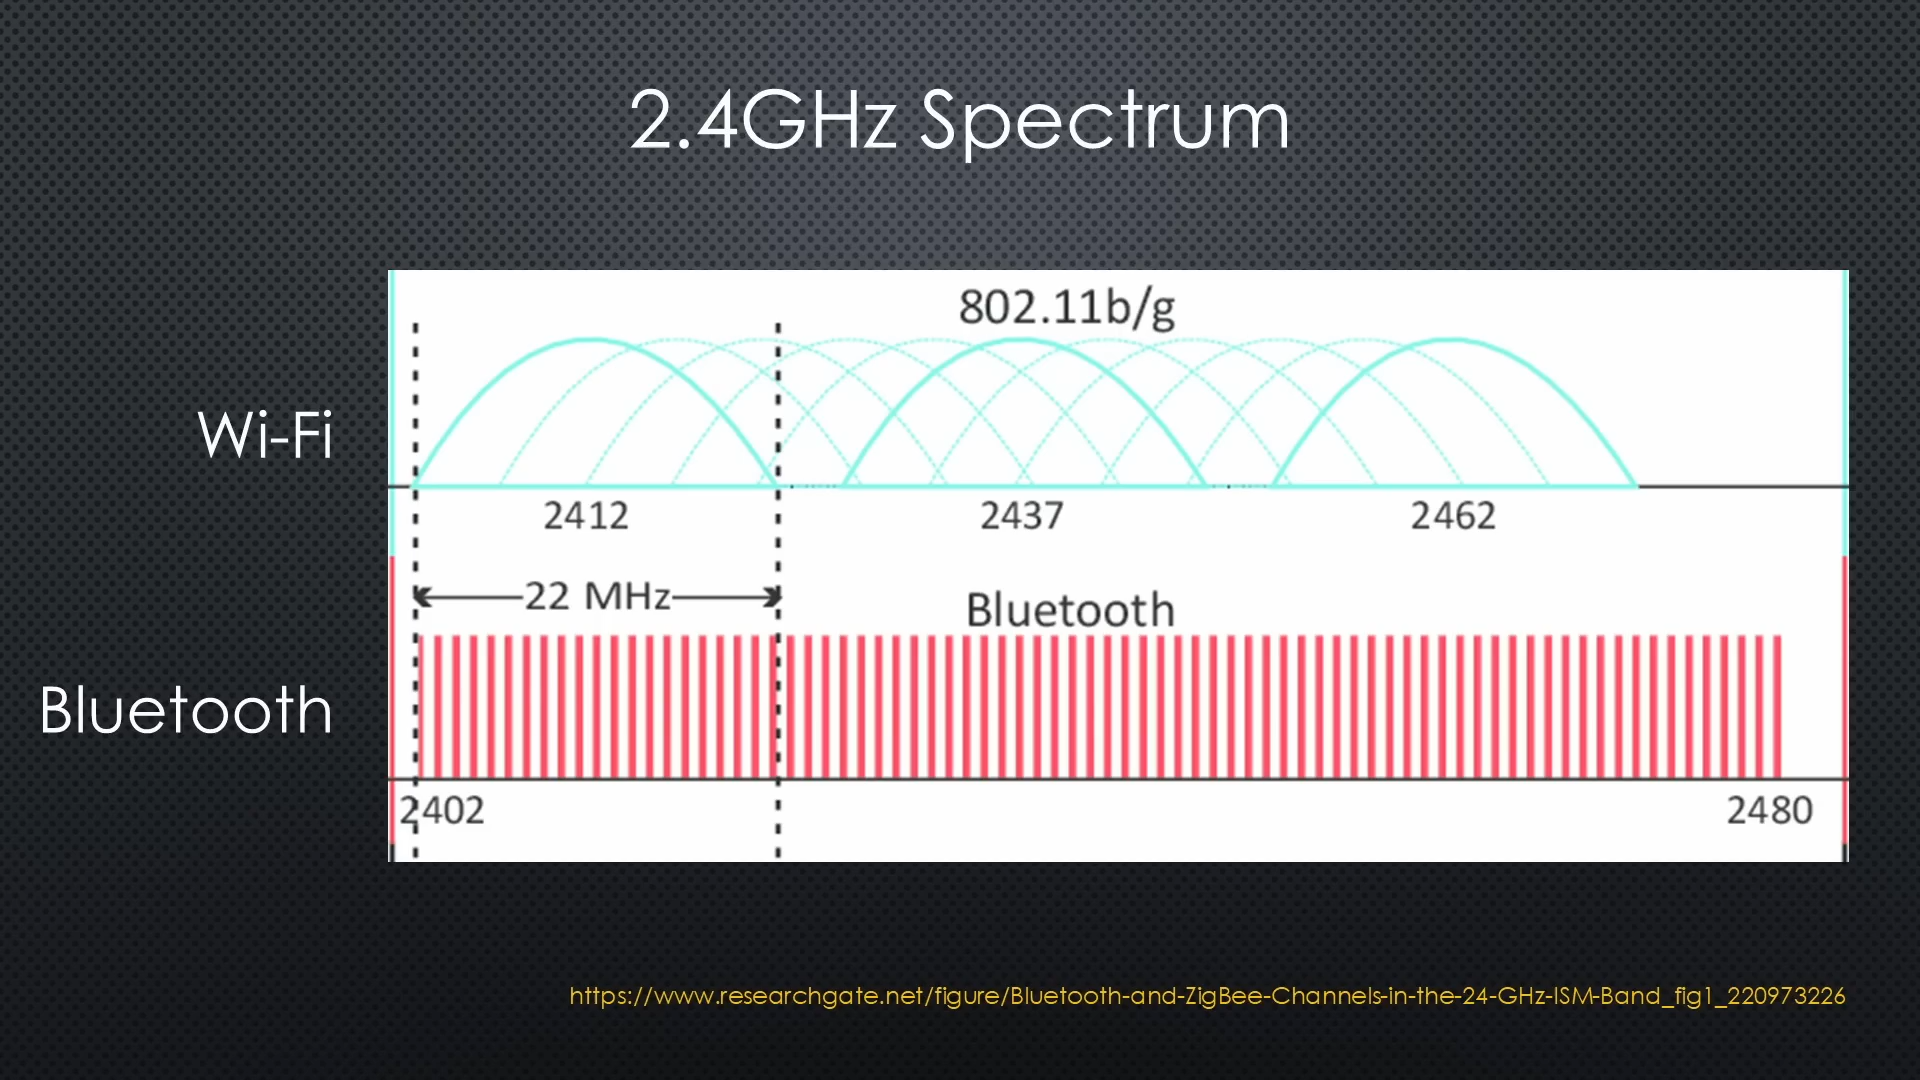 2.4GHz Spectrum
802.11b/g
Wi-Fi
2412 2437 2462
22 MHz
Bluetooth
Bluetooth
2402 2480
https://www.researchgate.net/figure/Bluetooth-and-ZigBee-Channels-in-the-24-GHz-ISM-Band_fig1_220973226